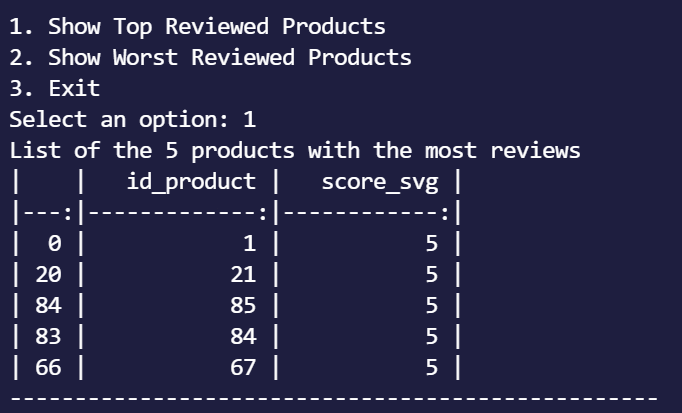 1. Show Top Reviewed Products
2. Show Worst Reviewed Products
3. Exit
Select an option: 1
List of the 5 products with the most reviews
|    |   id_product |   score_svg |
|---:|-------------:|------------:|
|  0 |            1 |           5 |
| 20 |           21 |           5 |
| 84 |           85 |           5 |
| 83 |           84 |           5 |
| 66 |           67 |           5 |
--------------------------------------------------